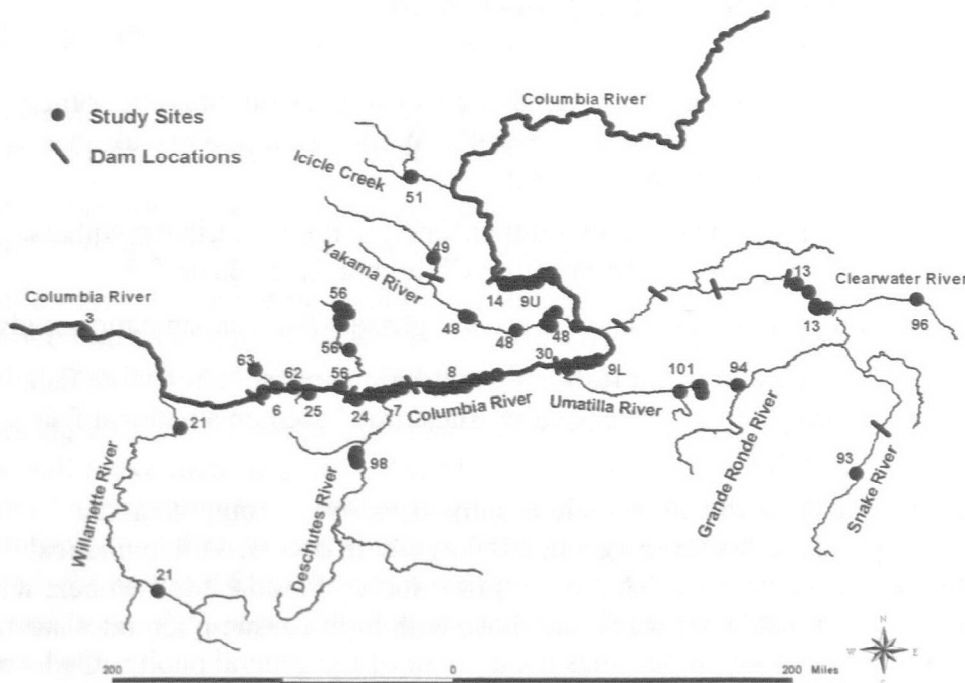 Columbia River
Study Sites
Dam Locations
Icicle Creek
51
49
Yakama River
14
9U
13
Clearwater River
Columbia River
3
56
48
48
48
13
96
56
63
62
56
8
30
9L
101
94
6
25
24
7
Columbia River
Umatilla River
21
98
93
Willamette River
Deschutes River
Grande Ronde River
Snake River
21
N
W
E
S
200
0
200 Miles